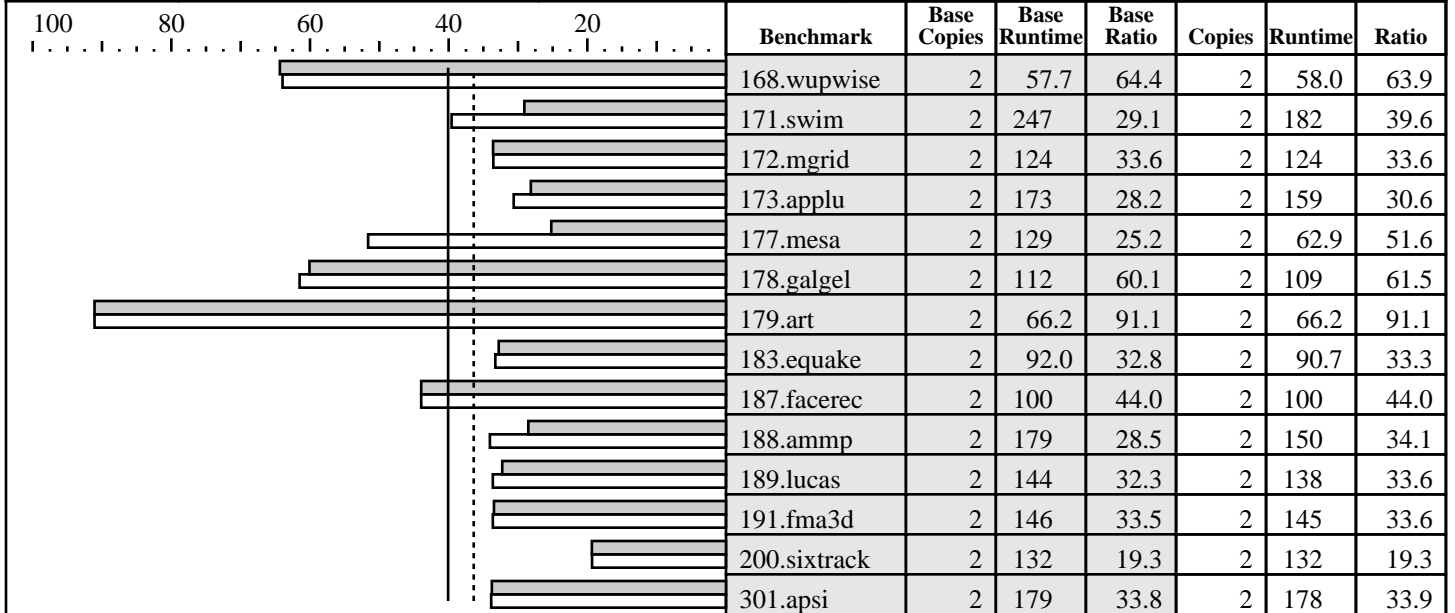 100 80 60 40 20
Benchmark Base Copies Base Runtime Base Ratio Copies Runtime Ratio
168.wupwise 2 57.7 64.4 2 58.0 63.9
171.swim 2 247 29.1 2 182 39.6
172.mgrid 2 124 33.6 2 124 33.6
173.applu 2 173 28.2 2 159 30.6
177.mesa 2 129 25.2 2 62.9 51.6
178.galgel 2 112 60.1 2 109 61.5
179.art 2 66.2 91.1 2 66.2 91.1
183.equake 2 92.0 32.8 2 90.7 33.3
187.facerec 2 100 44.0 2 100 44.0
188.ammp 2 179 28.5 2 150 34.1
189.lucas 2 144 32.3 2 138 33.6
191.fma3d 2 146 33.5 2 145 33.6
200.sixtrack 2 132 19.3 2 132 19.3
301.apsi 2 179 33.8 2 178 33.9